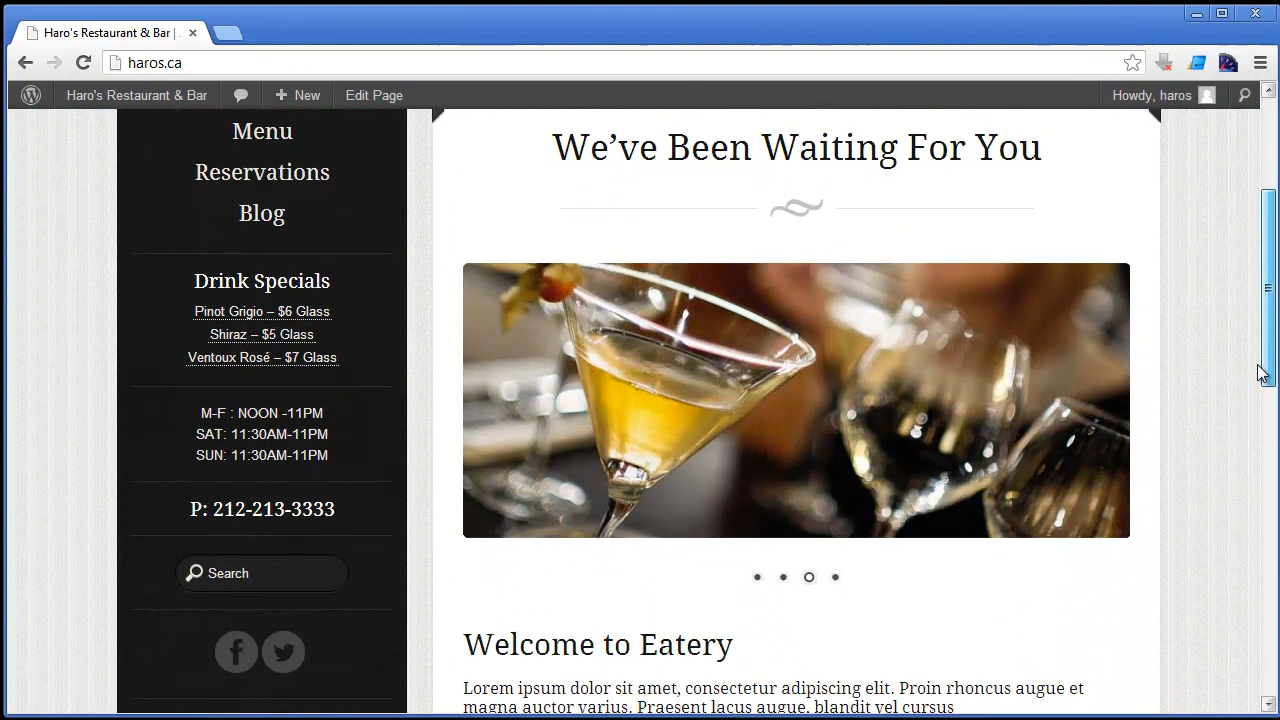 Haro's Restaurant & Bar |
haros.ca
Haro's Restaurant & Bar
New
Edit Page
Howdy, haros
Menu
Reservations
Blog
Drink Specials
Pinot Grigio – $6 Glass
Shiraz – $5 Glass
Ventoux Rosé – $7 Glass
M-F : NOON -11PM
SAT: 11:30AM-11PM
SUN: 11:30AM-11PM
P: 212-213-3333
Search
We’ve Been Waiting For You
Welcome to Eatery
Lorem ipsum dolor sit amet, consectetur adipiscing elit. Proin rhoncus augue et
magna auctor varius. Praesent lacus augue, blandit vel cursus